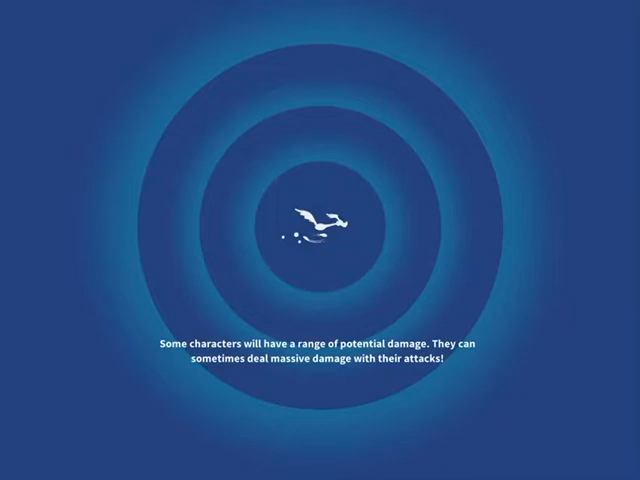 Some characters will have a range of potential damage. They can
sometimes deal massive damage with their attacks!